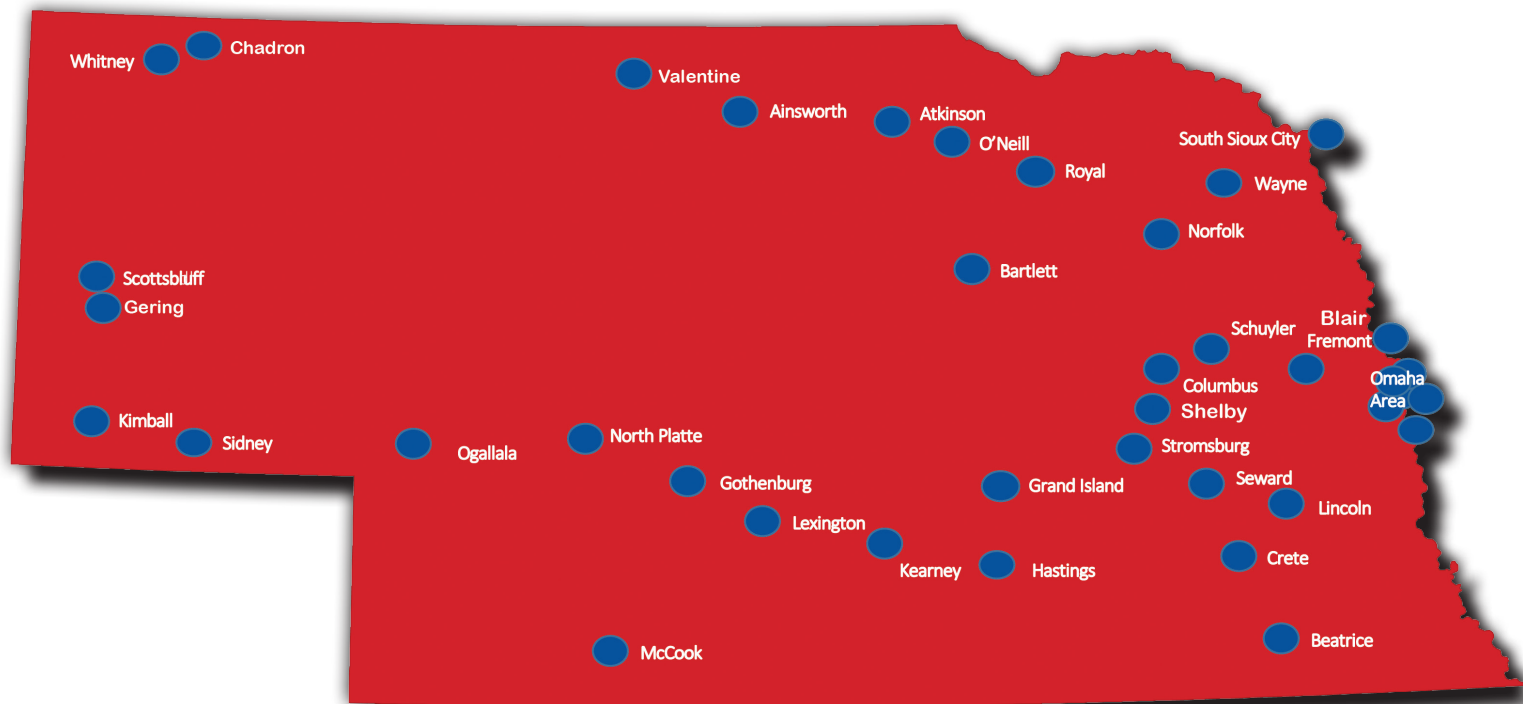 Chadron
Whitney
Valentine
Ainsworth
Atkinson
O'Neill
South Sioux City
Royal
Wayne
Norfolk
Bartlett
Scottsbluff
Gering
Blair
Schuyler
Fremont
Omaha
Area
Columbus
Shelby
Kimball
Sidney
Ogallala
North Platte
Stromsburg
Gothenburg
Grand Island
Seward
Lincoln
Lexington
Kearney
Hastings
Crete
Beatrice
McCook